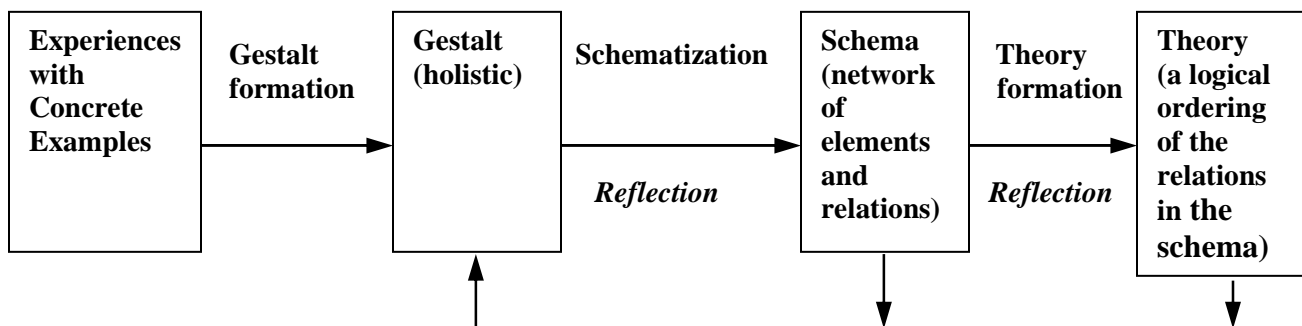 Experiences
with
Concrete
Examples
Gestalt
formation
Gestalt
(holistic)
Schematization
Reflection
Schema
(network
of
elements
and
relations)
Theory
formation
Reflection
Theory
(a logical
ordering
of the
relations
in the
schema)